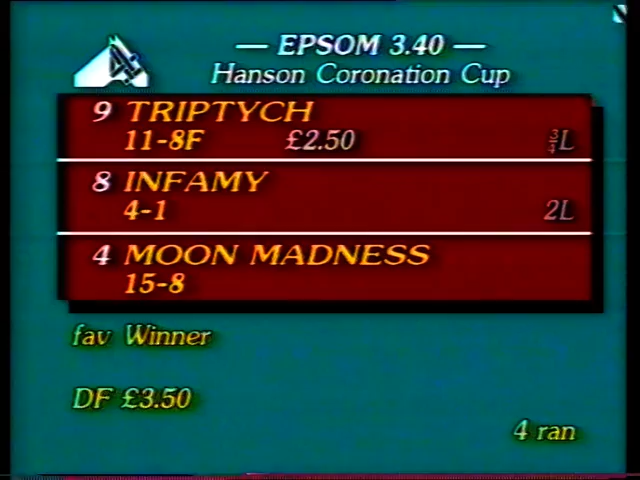 — EPSOM 3.40 —
Hanson Coronation Cup
9 TRIPTYCH
11-8F £2.50 ¾L
8 INFAMY
4-1 2L
4 MOON MADNESS
15-8
fav Winner
DF £3.50
4 ran